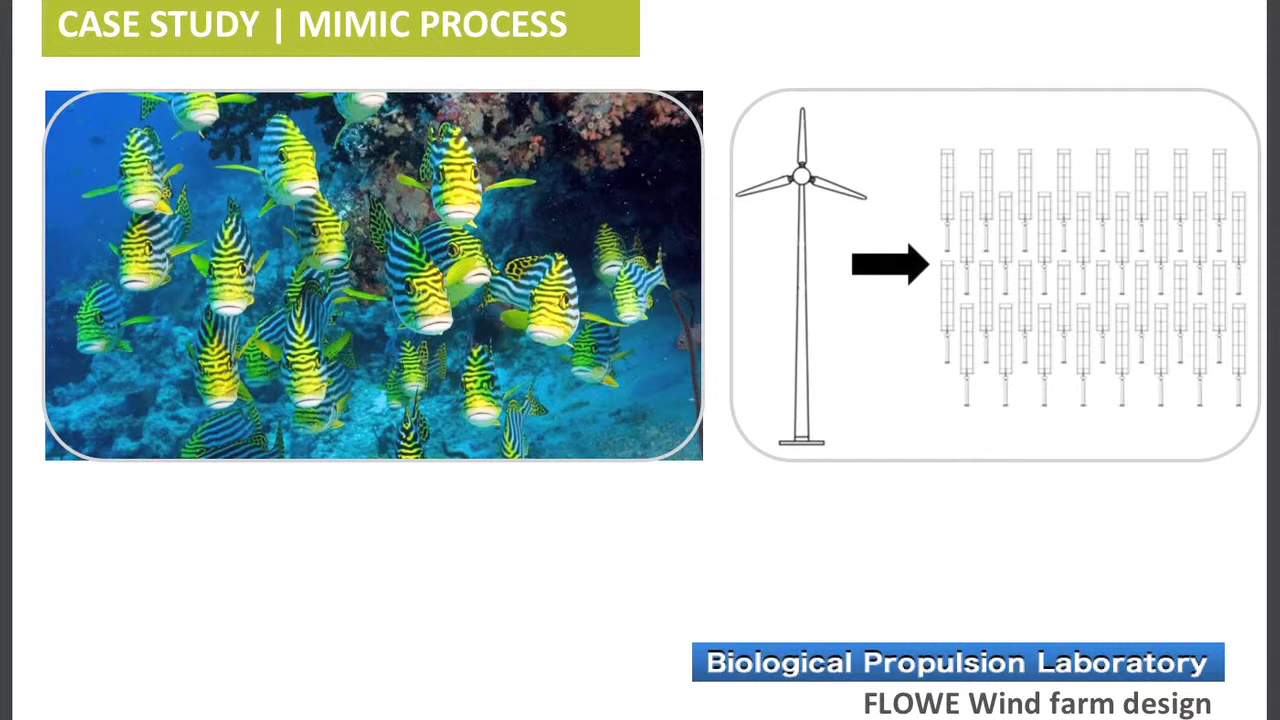 CASE STUDY | MIMIC PROCESS
Biological Propulsion Laboratory
FLOWE Wind farm design